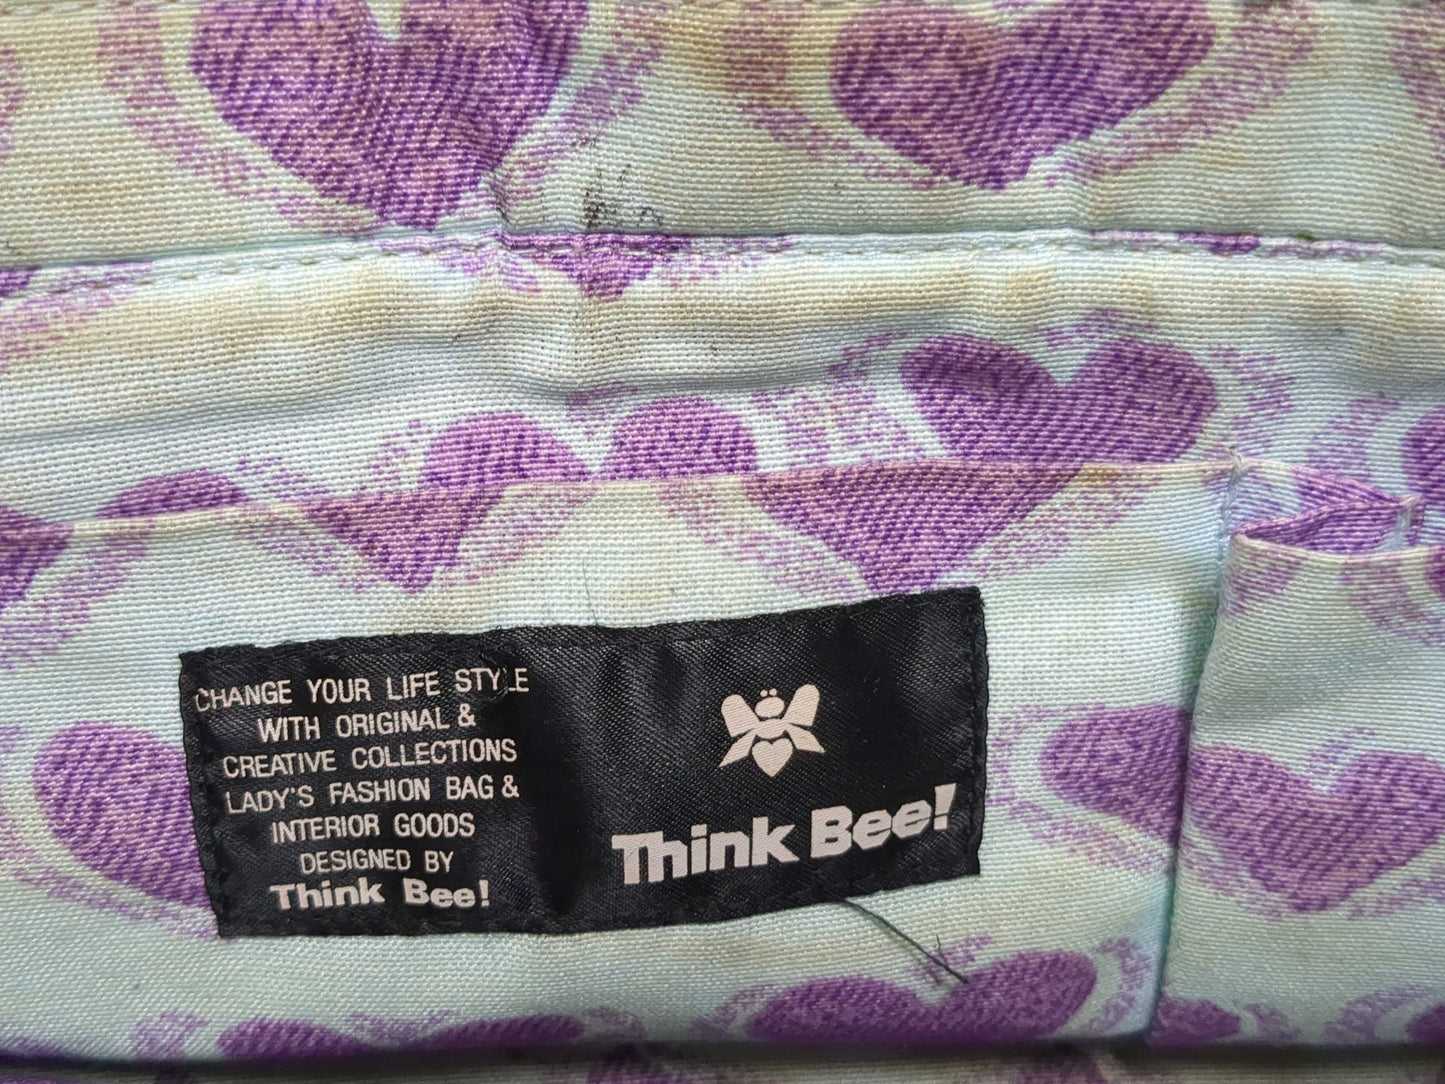 CHANGE YOUR LIFE STYLE
WITH ORIGINAL &
CREATIVE COLLECTIONS
LADY'S FASHION BAG &
INTERIOR GOODS
DESIGNED BY
Think Bee!
Think Bee!